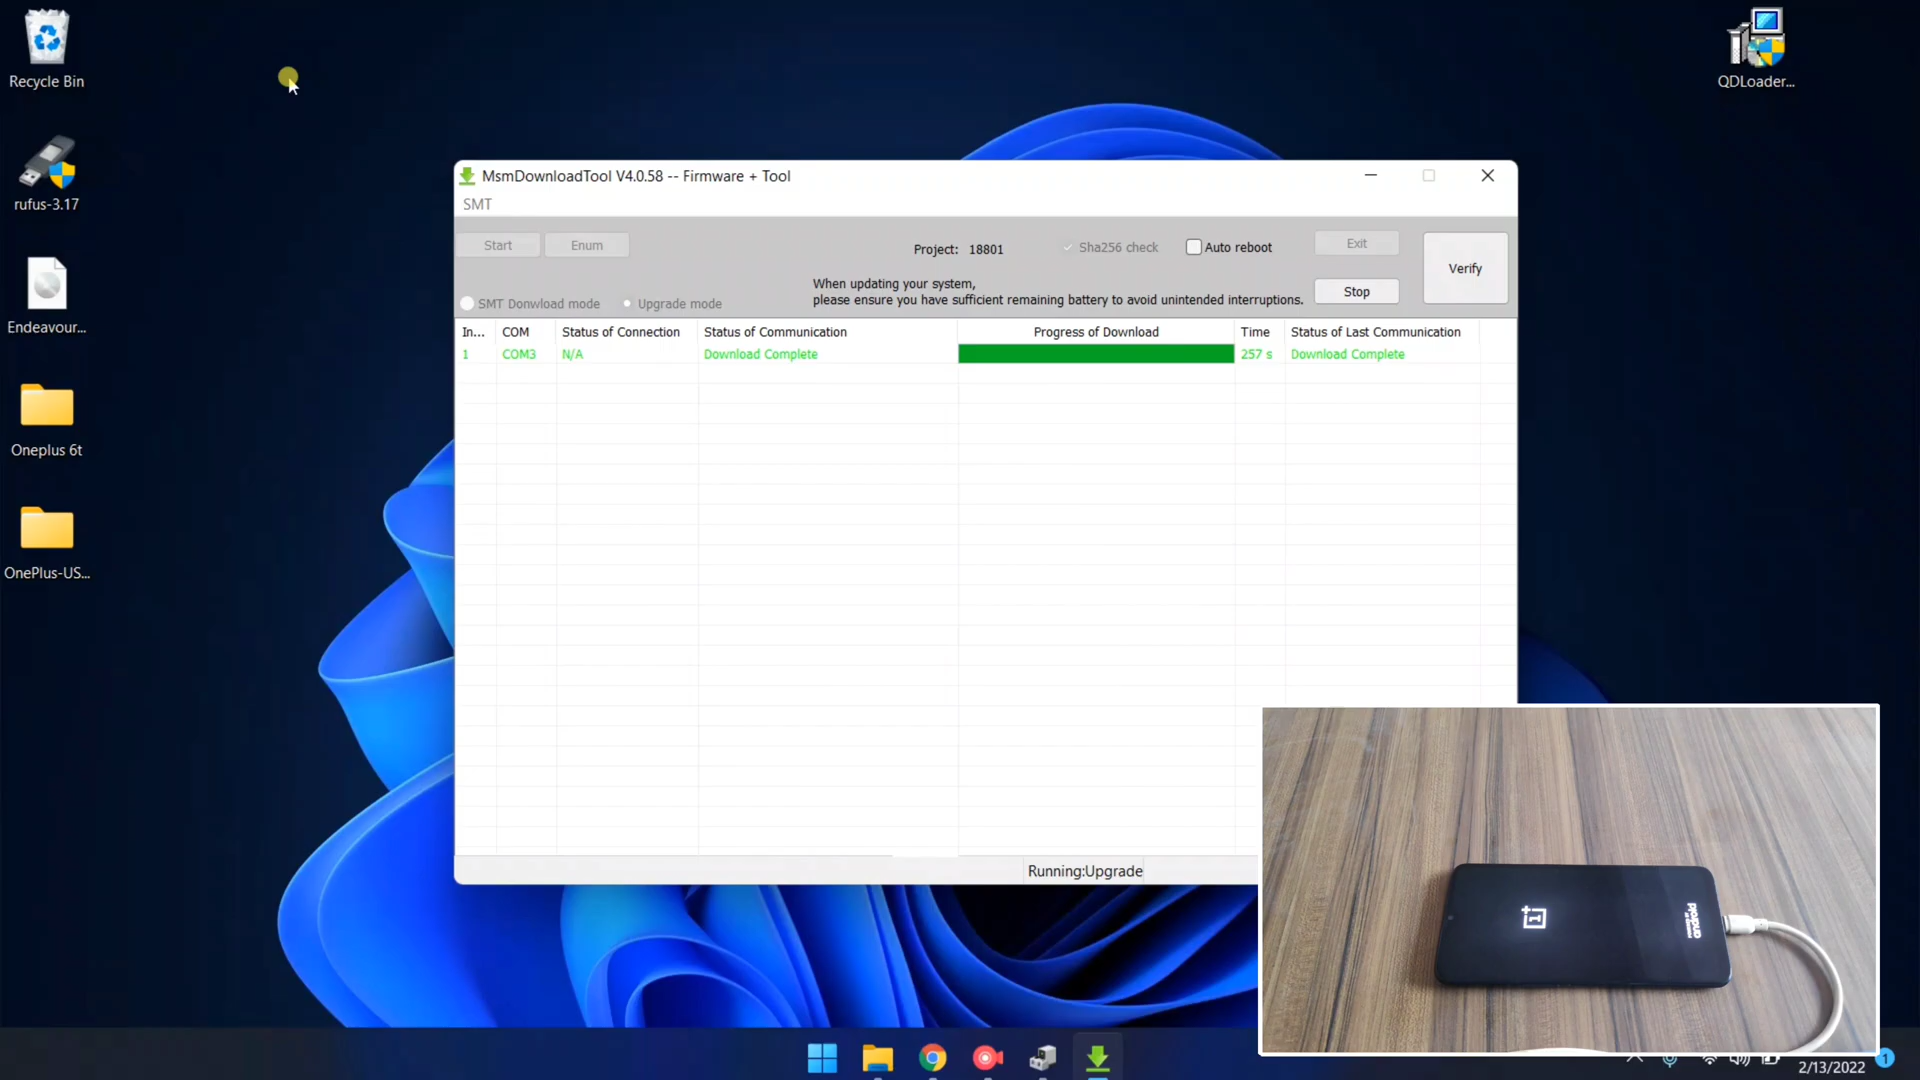 Recycle Bin
rufus-3.17
Endeavour...
Oneplus 6t
OnePlus-US...
QDLoader...
MsmDownloadTool V4.0.58 -- Firmware + Tool
SMT
Start
Enum
Project: 18801
Sha256 check
Auto reboot
Exit
Verify
SMT Donwload mode
Upgrade mode
When updating your system,
please ensure you have sufficient remaining battery to avoid unintended interruptions.
Stop
In... COM Status of Connection Status of Communication Progress of Download Time Status of Last Communication
1 COM3 N/A Download Complete 257 s Download Complete
Running:Upgrade
1
2/13/2022
1